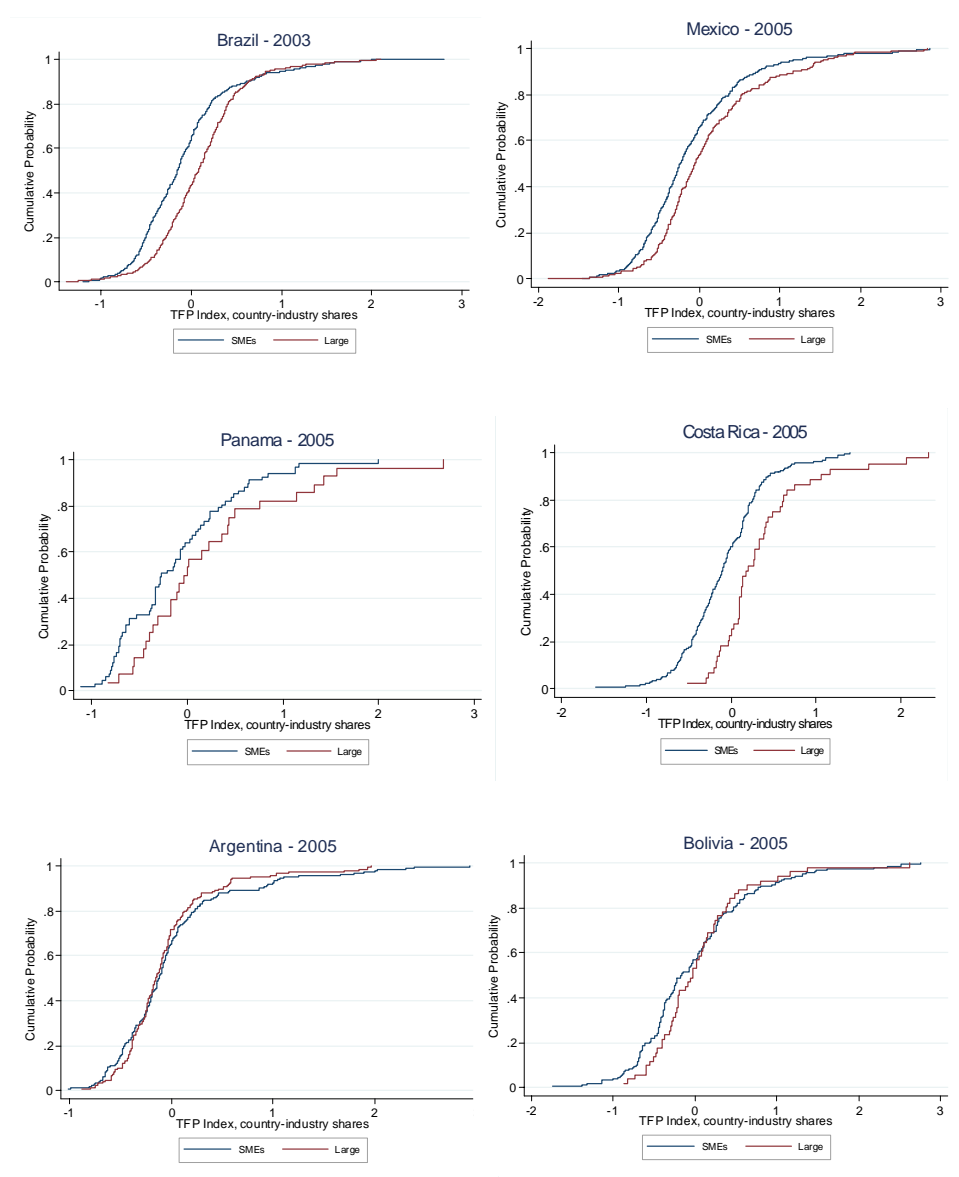 Brazil - 2003
Cumulative Probability
1
.8
.6
.4
.2
0
-1 0 1 2 3
TFP Index, country-industry shares
SMEs Large
Mexico - 2005
Cumulative Probability
1
.8
.6
.4
.2
0
-2 -1 0 1 2 3
TFP Index, country-industry shares
SMEs Large
Panama - 2005
Cumulative Probability
1
.8
.6
.4
.2
0
-1 0 1 2 3
TFP Index, country-industry shares
SMEs Large
Costa Rica - 2005
Cumulative Probability
1
.8
.6
.4
.2
0
-2 -1 0 1 2
TFP Index, country-industry shares
SMEs Large
Argentina - 2005
Cumulative Probability
1
.8
.6
.4
.2
0
-1 0 1 2
TFP Index, country-industry shares
SMEs Large
Bolivia - 2005
Cumulative Probability
1
.8
.6
.4
.2
0
-2 -1 0 1 2 3
TFP Index, country-industry shares
SMEs Large